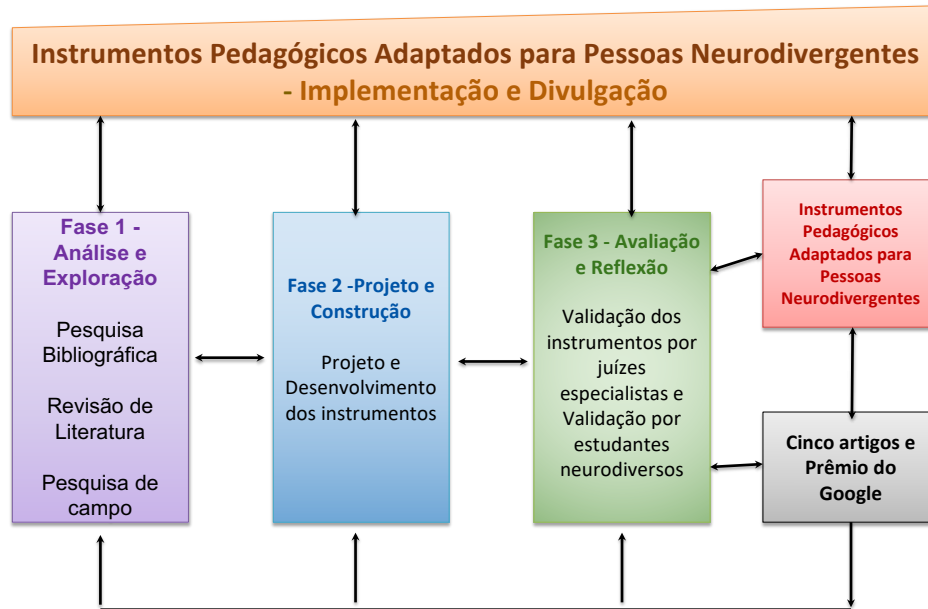 Instrumentos Pedagógicos Adaptados para Pessoas Neurodivergentes
- Implementação e Divulgação
Fase 1 -
Análise e
Exploração
Pesquisa
Bibliográfica
Revisão de
Literatura
Pesquisa de
campo
Fase 2 -Projeto e
Construção
Projeto e
Desenvolvimento
dos instrumentos
Fase 3 - Avaliação
e Reflexão
Validação dos
instrumentos por
juízes
especialistas e
Validação por
estudantes
neurodiversos
Instrumentos
Pedagógicos
Adaptados para
Pessoas
Neurodivergentes
Cinco artigos e
Prêmio do
Google